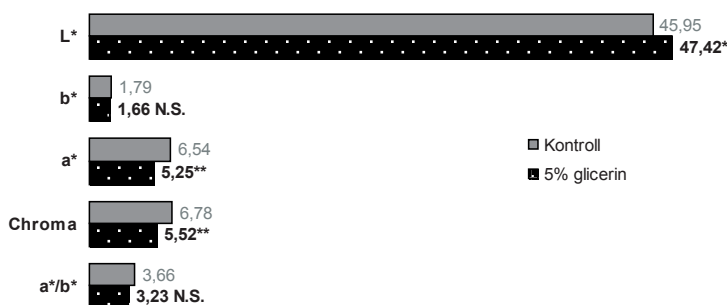 L* 45,95
47,42*
b* 1,79
1,66 N.S.
a* 6,54
5,25**
Chroma 6,78
5,52**
a*/b* 3,66
3,23 N.S.
Kontroll
5% glicerin